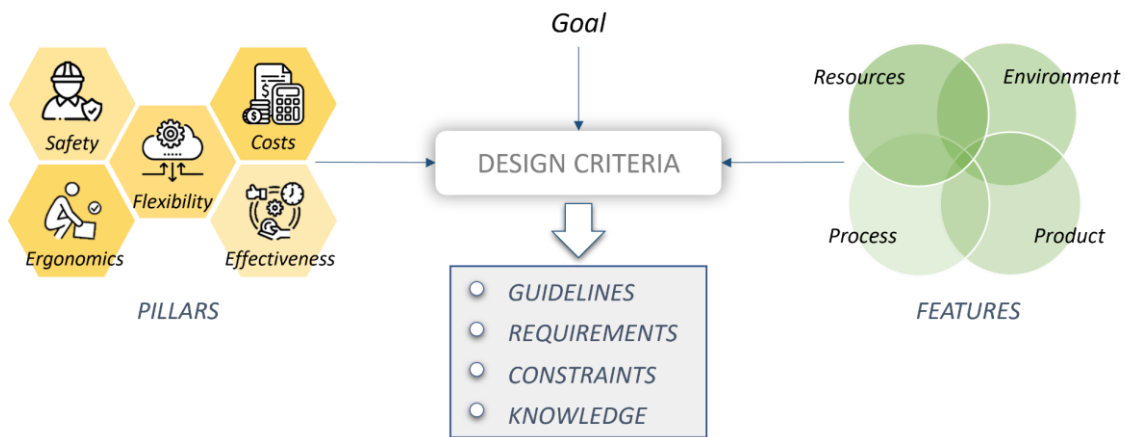 Goal
Safety
Costs
Flexibility
Ergonomics
Effectiveness
PILLARS
DESIGN CRITERIA
GUIDELINES
REQUIREMENTS
CONSTRAINTS
KNOWLEDGE
Resources
Environment
Process
Product
FEATURES